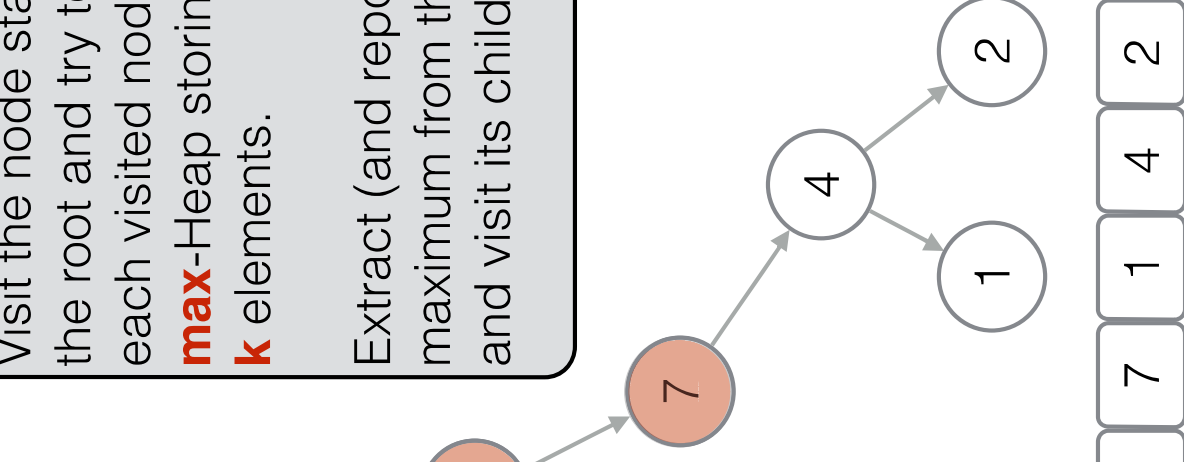 Visit the node
the root and try
each visited
max-Heap
k elements.
Extract (and
maximum from
and visit its
7
4
1
2
7
1
4
2